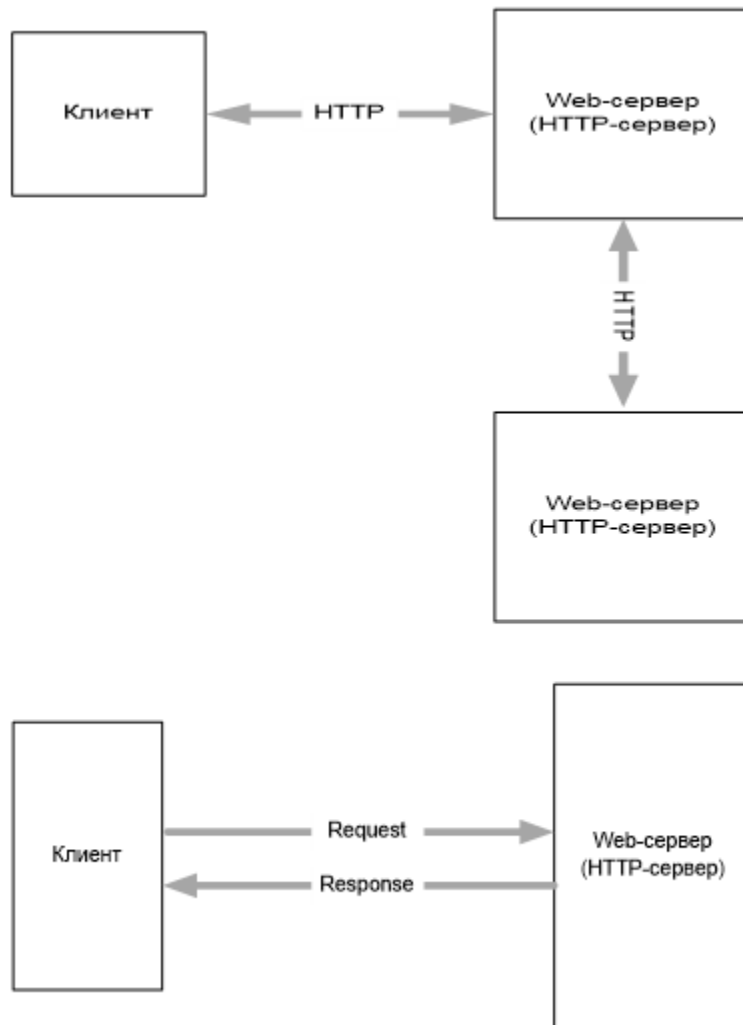 Клиент
HTTP
Web-сервер
(HTTP-сервер)
HTTP
Web-сервер
(HTTP-сервер)
Клиент
Request
Response
Web-сервер
(HTTP-сервер)